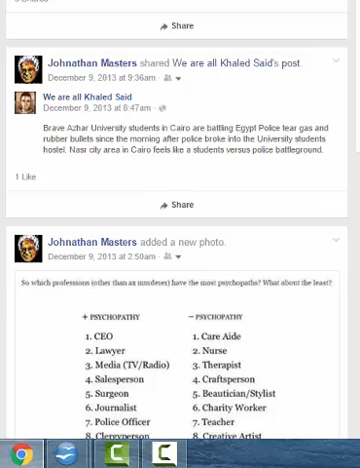 Share
Johnathan Masters shared We are all Khaled Said's post.
December 9, 2013 at 9:36am
We are all Khaled Said
December 9, 2013 at 8:47am
Brave Azhar University students in Cairo are battling Egypt Police tear gas and
rubber bullets since the morning after police broke into the University students
hostel. Nasr city area in Cairo feels like a students versus police battleground.
1 Like
Share
Johnathan Masters added a new photo.
December 9, 2013 at 2:50am
So which professions (other than ax murderer) have the most psychopaths? What about the least?
+ PSYCHOPATHY
– PSYCHOPATHY
1. CEO
1. Care Aide
2. Lawyer
2. Nurse
3. Media (TV/Radio)
3. Therapist
4. Salesperson
4. Craftsperson
5. Surgeon
5. Beautician/Stylist
6. Journalist
6. Charity Worker
7. Police Officer
7. Teacher
8. Clergyperson
8. Creative Artist